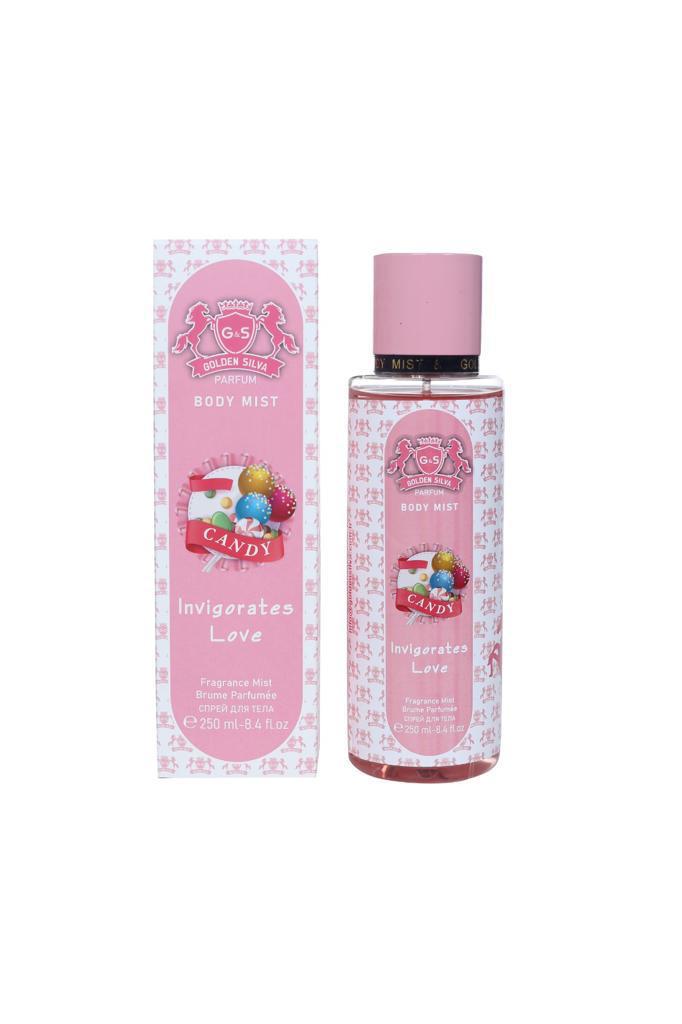 G&S
GOLDEN SILVA
PARFUM
BODY MIST
CANDY
Invigorates
Love
Fragrance Mist
Brume Parfumée
СПРЕЙ ДЛЯ ТЕЛА
℮ 250 ml-8.4 fl.oz
DY MIST & GOL
G&S
GOLDEN SILVA
PARFUM
BODY MIST
CANDY
Invigorates
Love
Fragrance Mist
Brume Parfumée
СПРЕЙ ДЛЯ ТЕЛА
℮ 250 ml-8.4 fl.oz